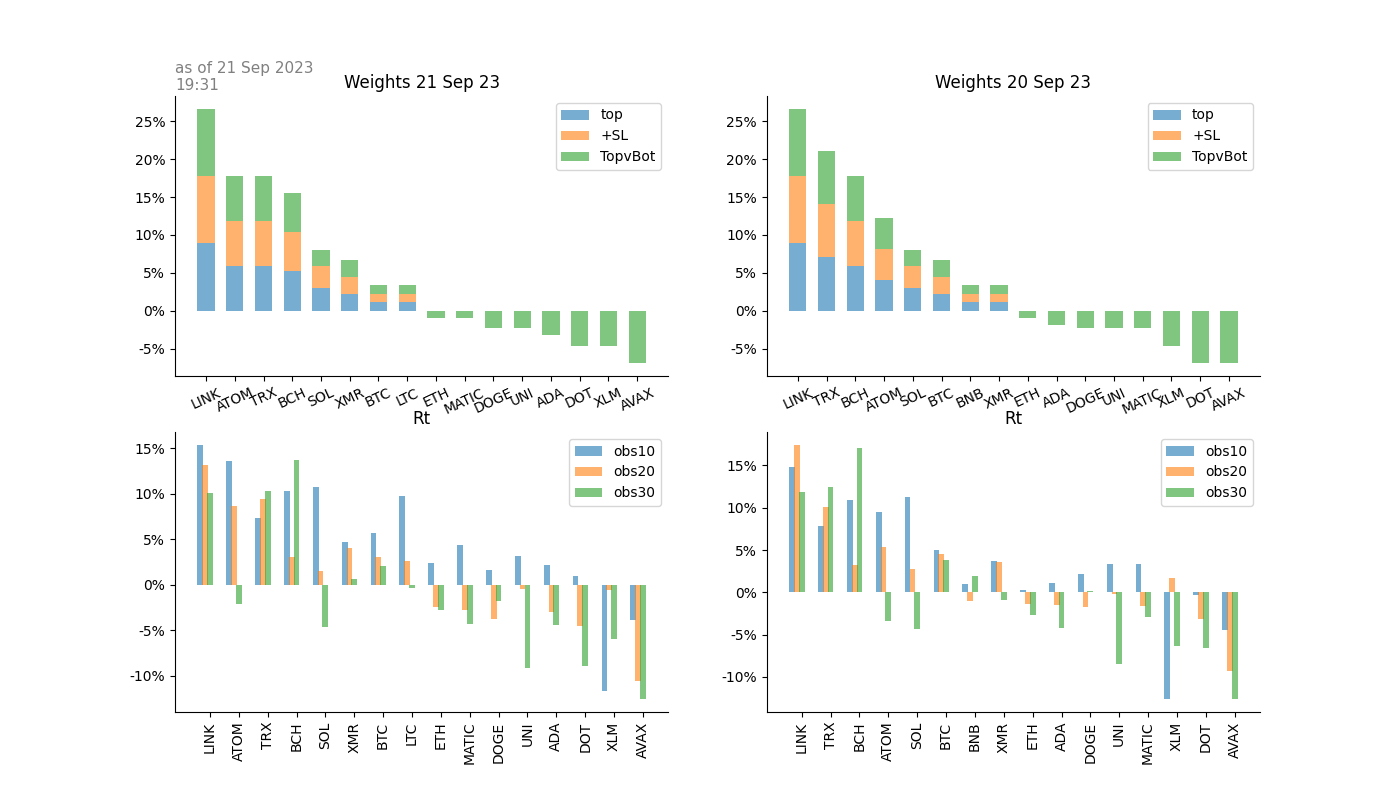 as of 21 Sep 2023
19:31
Weights 21 Sep 23
25%
20%
15%
10%
5%
0%
-5%
top
+SL
TopvBot
LINK ATOM TRX BCH SOL XMR BTC LTC ETH MATIC DOGE UNI ADA DOT XLM AVAX
Weights 20 Sep 23
25%
20%
15%
10%
5%
0%
-5%
top
+SL
TopvBot
LINK TRX BCH ATOM SOL BTC BNB XMR ETH ADA DOGE UNI MATIC XLM DOT AVAX
Rt
15%
10%
5%
0%
-5%
-10%
obs10
obs20
obs30
LINK ATOM TRX BCH SOL XMR BTC LTC ETH MATIC DOGE UNI ADA DOT XLM AVAX
Rt
15%
10%
5%
0%
-5%
-10%
obs10
obs20
obs30
LINK TRX BCH ATOM SOL BTC BNB XMR ETH ADA DOGE UNI MATIC XLM DOT AVAX